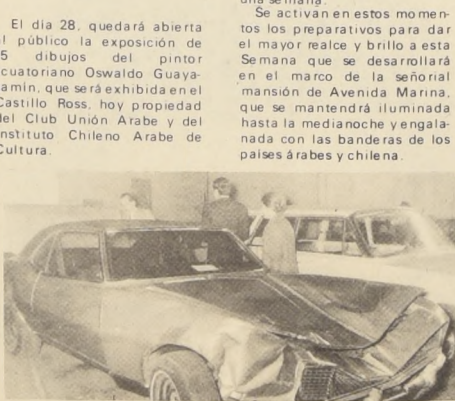 El día 28, quedará abierta
al público la exposición de
5 dibujos del pintor
ecuatoriano Oswaldo Guaya-
samín, que será exhibida en el
Castillo Ross, hoy propiedad
del Club Unión Arabe y del
Instituto Chileno Arabe de
Cultura.
una semana.
Se activan en estos momen-
tos los preparativos para dar
el mayor realce y brillo a esta
Semana que se desarrollará
en el marco de la señorial
mansión de Avenida Marina,
que se mantendrá iluminada
hasta la medianoche y engala-
nada con las banderas de los
países árabes y chilena.